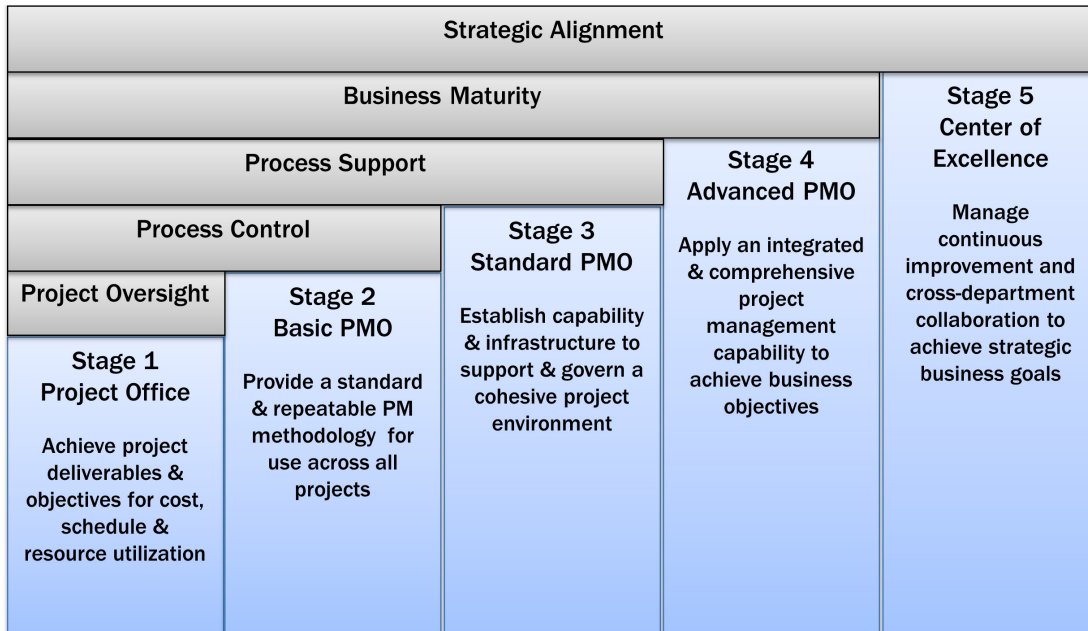 Strategic Alignment
Business Maturity
Process Support
Process Control
Project Oversight
Stage 1
Project Office
Achieve project
deliverables &
objectives for cost,
schedule &
resource utilization
Stage 2
Basic PMO
Provide a standard
& repeatable PM
methodology  for
use across all
projects
Stage 3
Standard PMO
Establish capability
& infrastructure to
support & govern a
cohesive project
environment
Stage 4
Advanced PMO
Apply an integrated
& comprehensive
project
management
capability to
achieve business
objectives
Stage 5
Center of
Excellence
Manage
continuous
improvement and
cross-department
collaboration to
achieve strategic
business goals